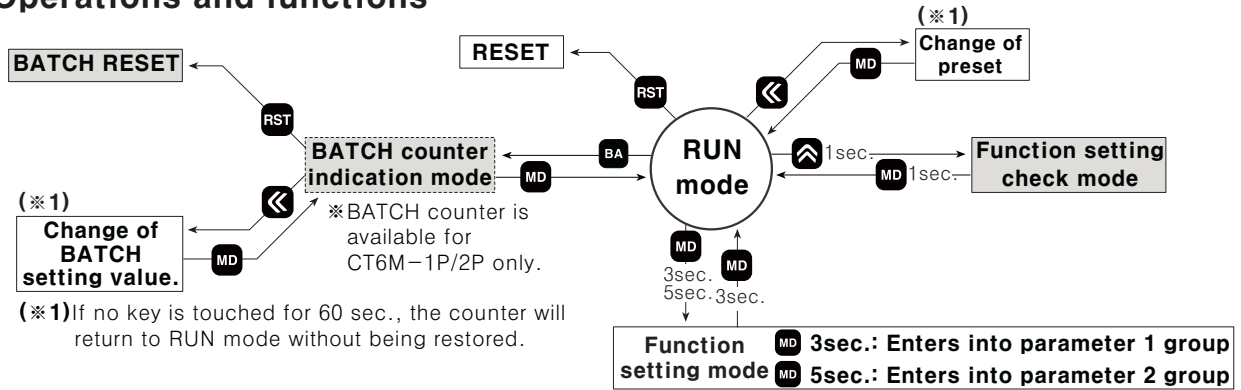 Operations and functions
(※1)
Change of
preset
RESET
MD
BATCH RESET
RST
RST
RUN
mode
BATCH counter
indication mode
BA
MD
1sec.
MD 1sec.
Function setting
check mode
※BATCH counter is
available for
CT6M-1P/2P only.
(※1)
Change of
BATCH
setting value.
MD
MD
3sec.
5sec.
MD
3sec.
(※1)If no key is touched for 60 sec., the counter will
return to RUN mode without being restored.
Function
setting mode
MD 3sec.: Enters into parameter 1 group
MD 5sec.: Enters into parameter 2 group